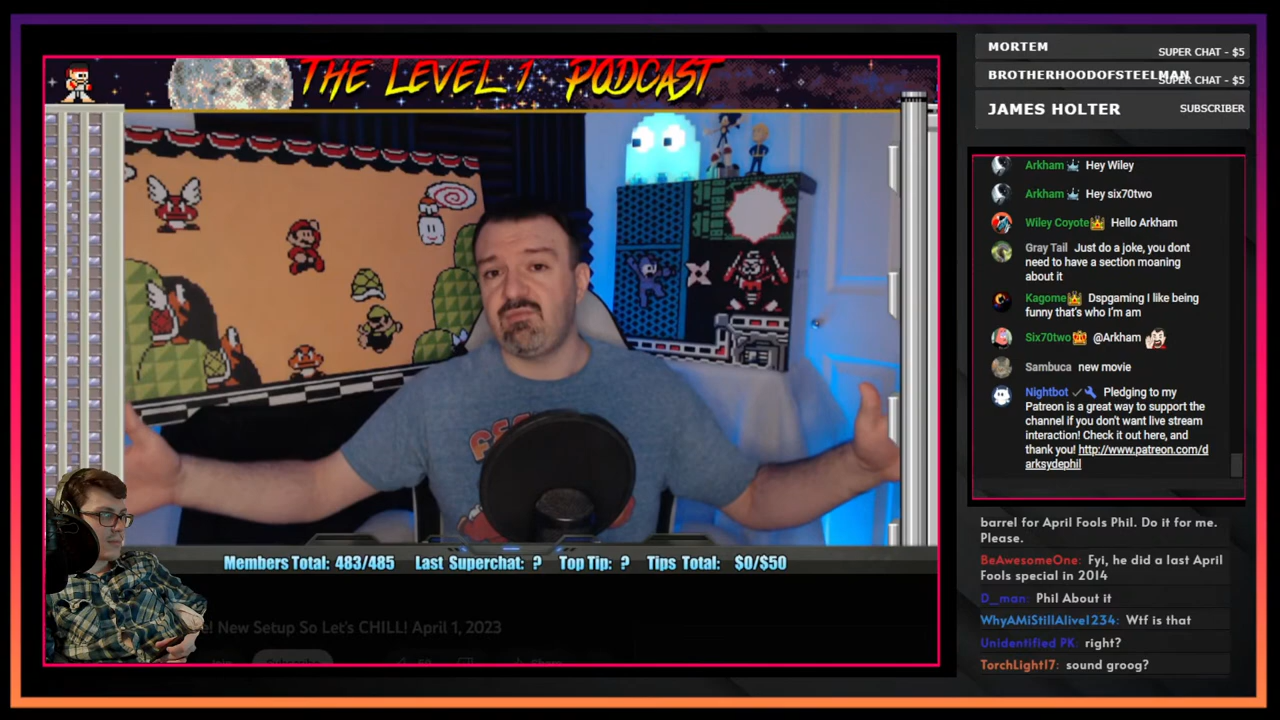 THE LEVEL 1 PODCAST
Members Total: 483/485 Last Superchat: ? Top Tip: ? Tips Total: $0/$50
! New Setup So Let's CHILL! April 1, 2023
Join Subscribe 59 Share
MORTEM SUPER CHAT - $5
BROTHERHOODOFSTEELMAN SUPER CHAT - $5
JAMES HOLTER SUBSCRIBER
Arkham Hey Wiley
Arkham Hey six70two
Wiley Coyote Hello Arkham
Gray Tail Just do a joke, you dont
need to have a section moaning
about it
Kagome Dspgaming I like being
funny that's who I'm am
Six70two @Arkham
Sambuca new movie
Nightbot Pledging to my
Patreon is a great way to support the
channel if you don't want live stream
interaction! Check it out here, and
thank you! http://www.patreon.com/d
arksydephil
barrel for April Fools Phil. Do it for me.
Please.
BeAwesomeOne: Fyi, he did a last April
Fools special in 2014
D_man: Phil About it
WhyAMiStillAlive1234: Wtf is that
Unidentified PK: right?
TorchLight17: sound groog?